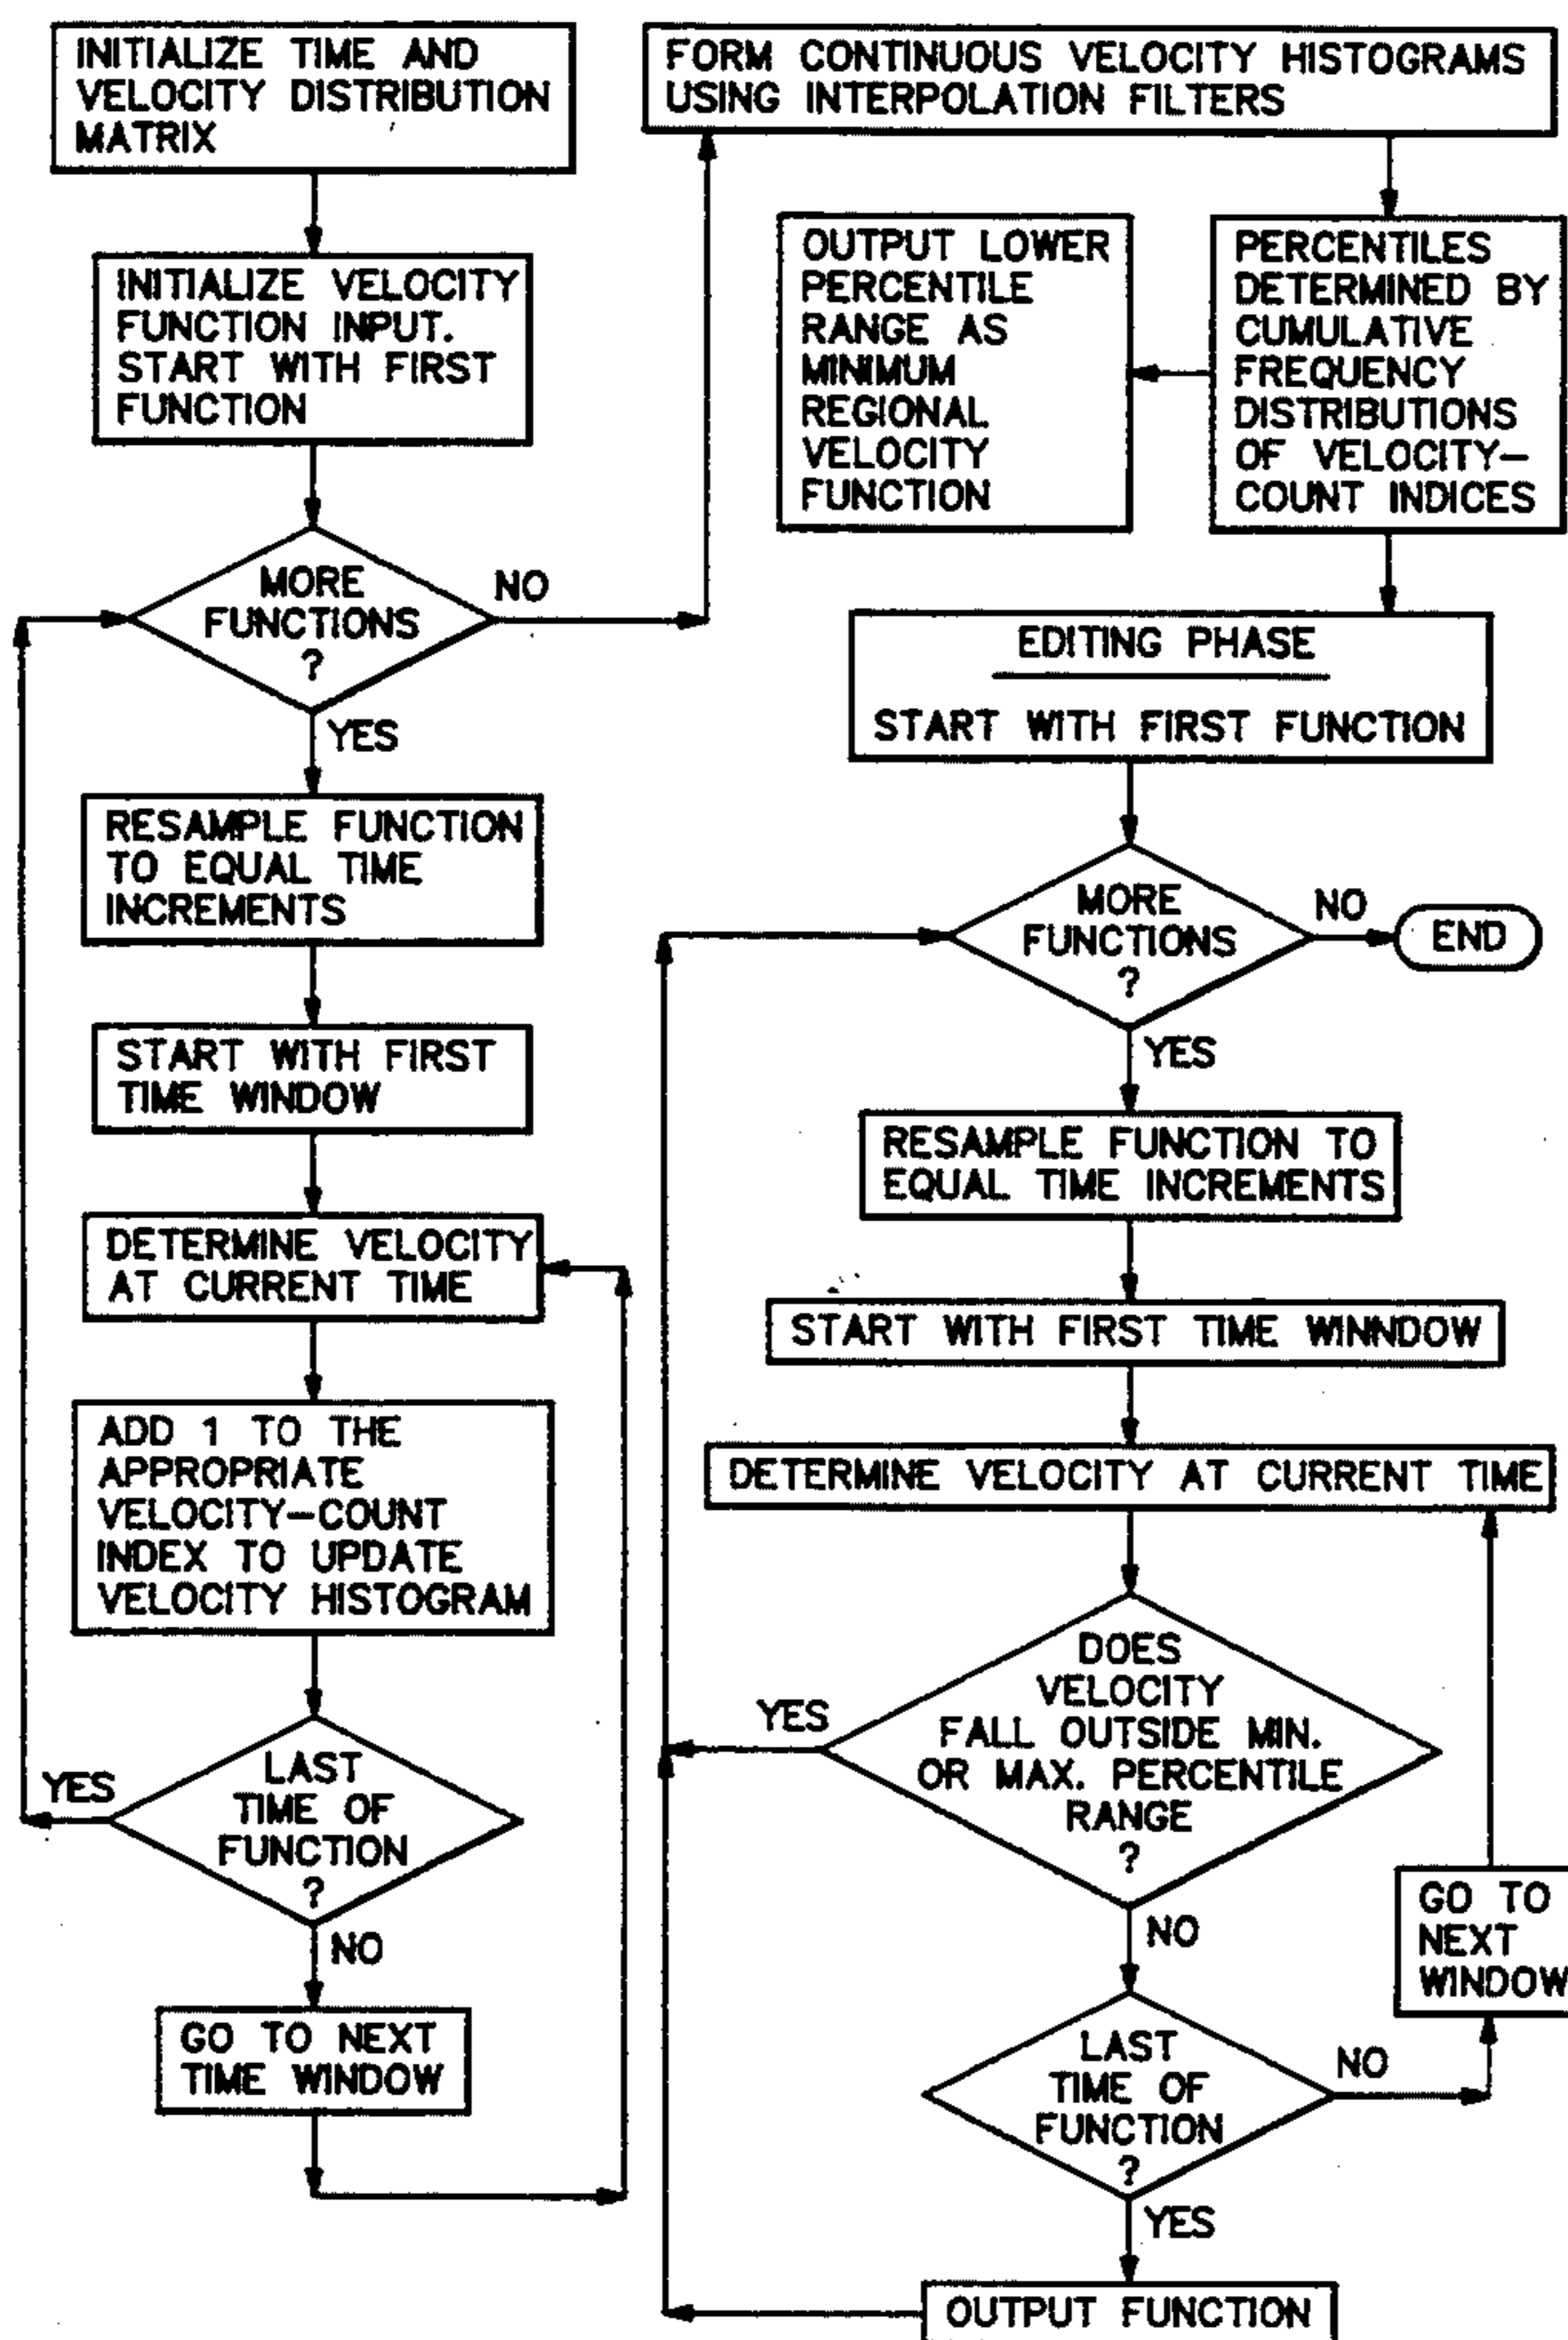 INITIALIZE TIME AND
VELOCITY DISTRIBUTION
MATRIX
INITIALIZE VELOCITY
FUNCTION INPUT.
START WITH FIRST
FUNCTION
MORE
FUNCTIONS
?
NO
YES
RESAMPLE FUNCTION
TO EQUAL TIME
INCREMENTS
START WITH FIRST
TIME WINDOW
DETERMINE VELOCITY
AT CURRENT TIME
ADD 1 TO THE
APPROPRIATE
VELOCITY-COUNT
INDEX TO UPDATE
VELOCITY HISTOGRAM
LAST
TIME OF
FUNCTION
?
YES
NO
GO TO NEXT
TIME WINDOW
FORM CONTINUOUS VELOCITY HISTOGRAMS
USING INTERPOLATION FILTERS
PERCENTILES
DETERMINED BY
CUMULATIVE
FREQUENCY
DISTRIBUTIONS
OF VELOCITY-
COUNT INDICES
OUTPUT LOWER
PERCENTILE
RANGE AS
MINIMUM
REGIONAL
VELOCITY
FUNCTION
EDITING PHASE
START WITH FIRST FUNCTION
MORE
FUNCTIONS
?
NO
END
YES
RESAMPLE FUNCTION TO
EQUAL TIME INCREMENTS
START WITH FIRST TIME WINNDOW
DETERMINE VELOCITY AT CURRENT TIME
DOES
VELOCITY
FALL OUTSIDE MIN.
OR MAX. PERCENTILE
RANGE
?
YES
NO
GO TO
NEXT
WINDOW
LAST
TIME OF
FUNCTION
?
NO
YES
OUTPUT FUNCTION